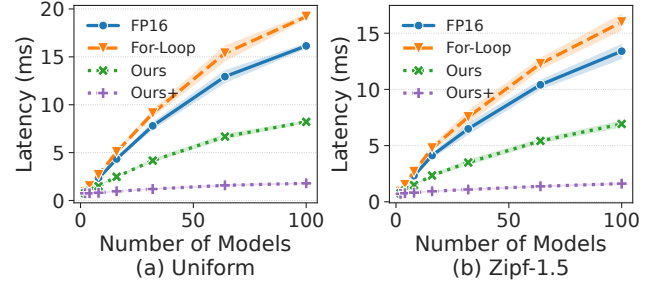 20
15
10
5
0
Latency (ms)
FP16
For-Loop
Ours
Ours+
0
50
100
Number of Models
(a) Uniform
15
10
5
0
Latency (ms)
FP16
For-Loop
Ours
Ours+
0
50
100
Number of Models
(b) Zipf-1.5